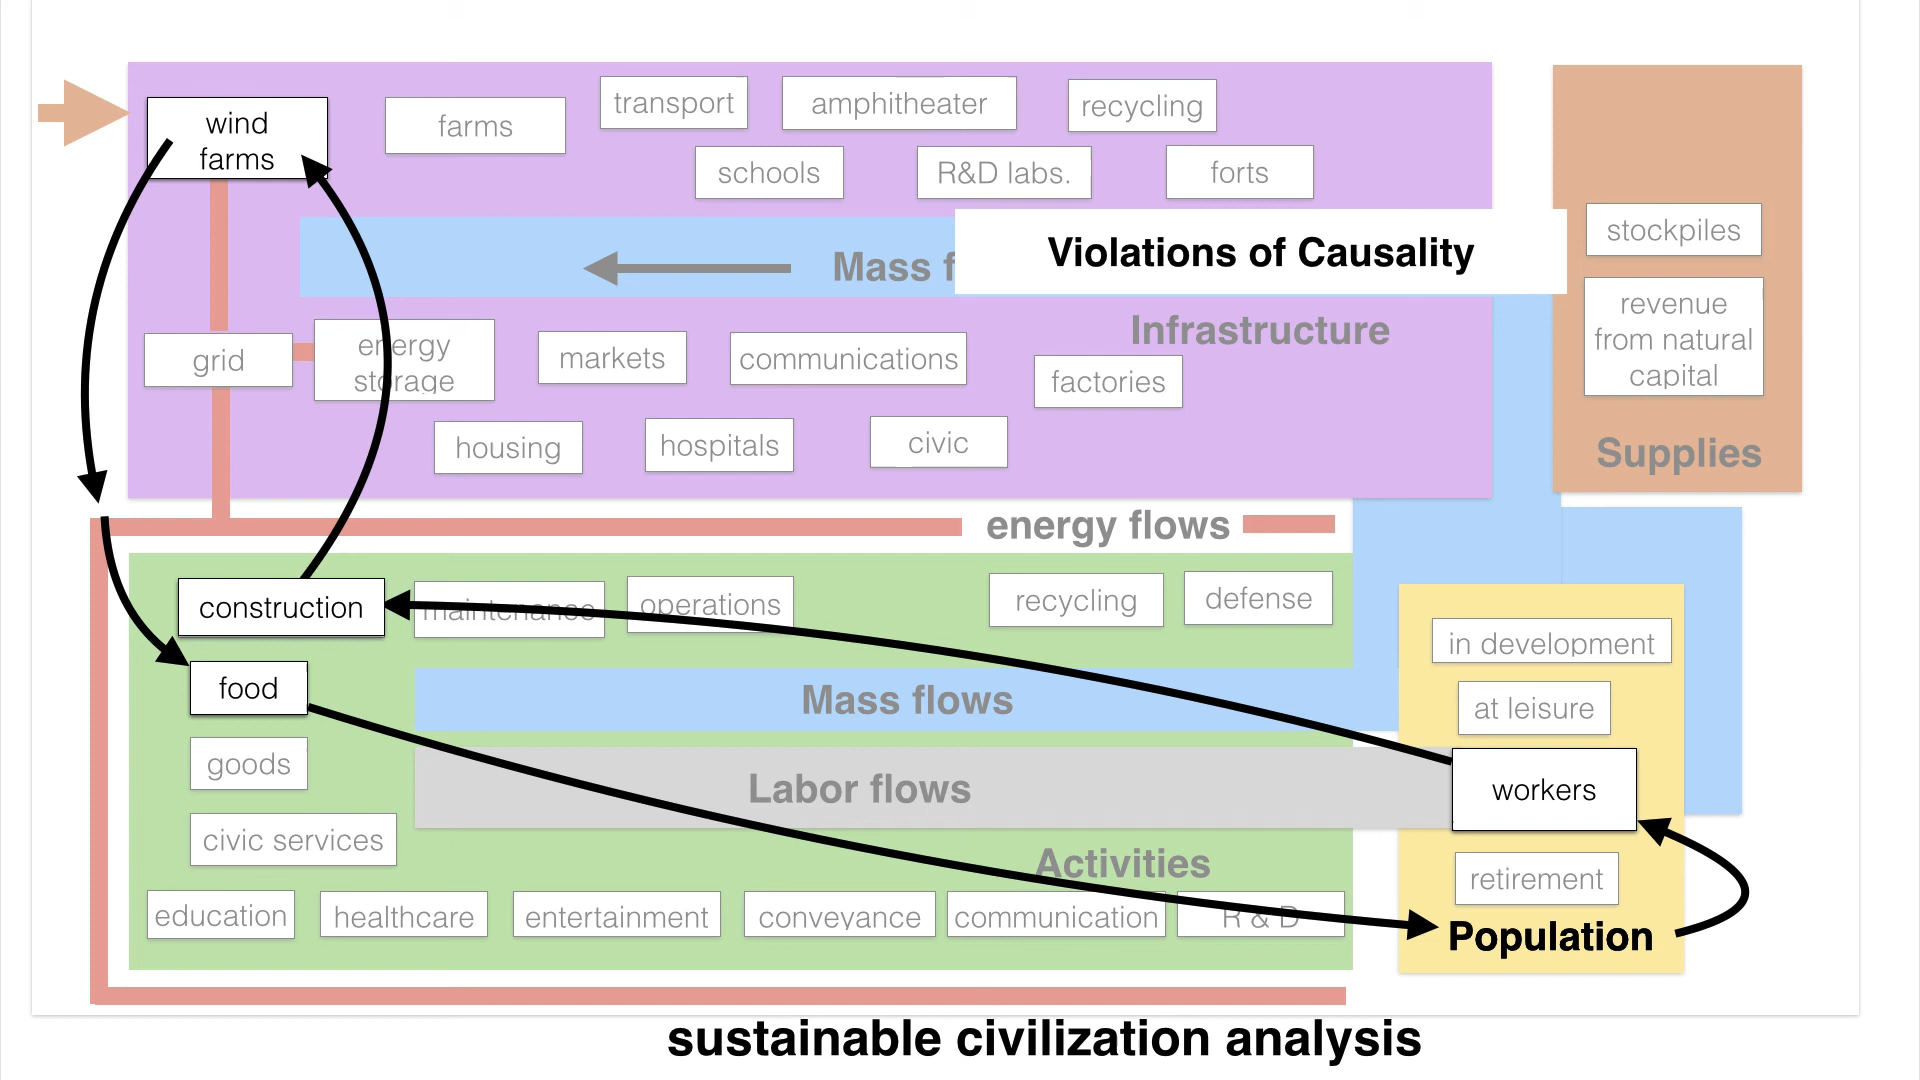 wind
farms
farms
transport
amphitheater
recycling
schools
R&D labs.
forts
Mass f
Violations of Causality
stockpiles
revenue
from natural
capital
Supplies
Infrastructure
grid
energy
storage
markets
communications
factories
housing
hospitals
civic
energy flows
construction
maintenance
operations
recycling
defense
in development
food
Mass flows
at leisure
goods
Labor flows
workers
civic services
Activities
retirement
education
healthcare
entertainment
conveyance
communication
R & D
Population
sustainable civilization analysis